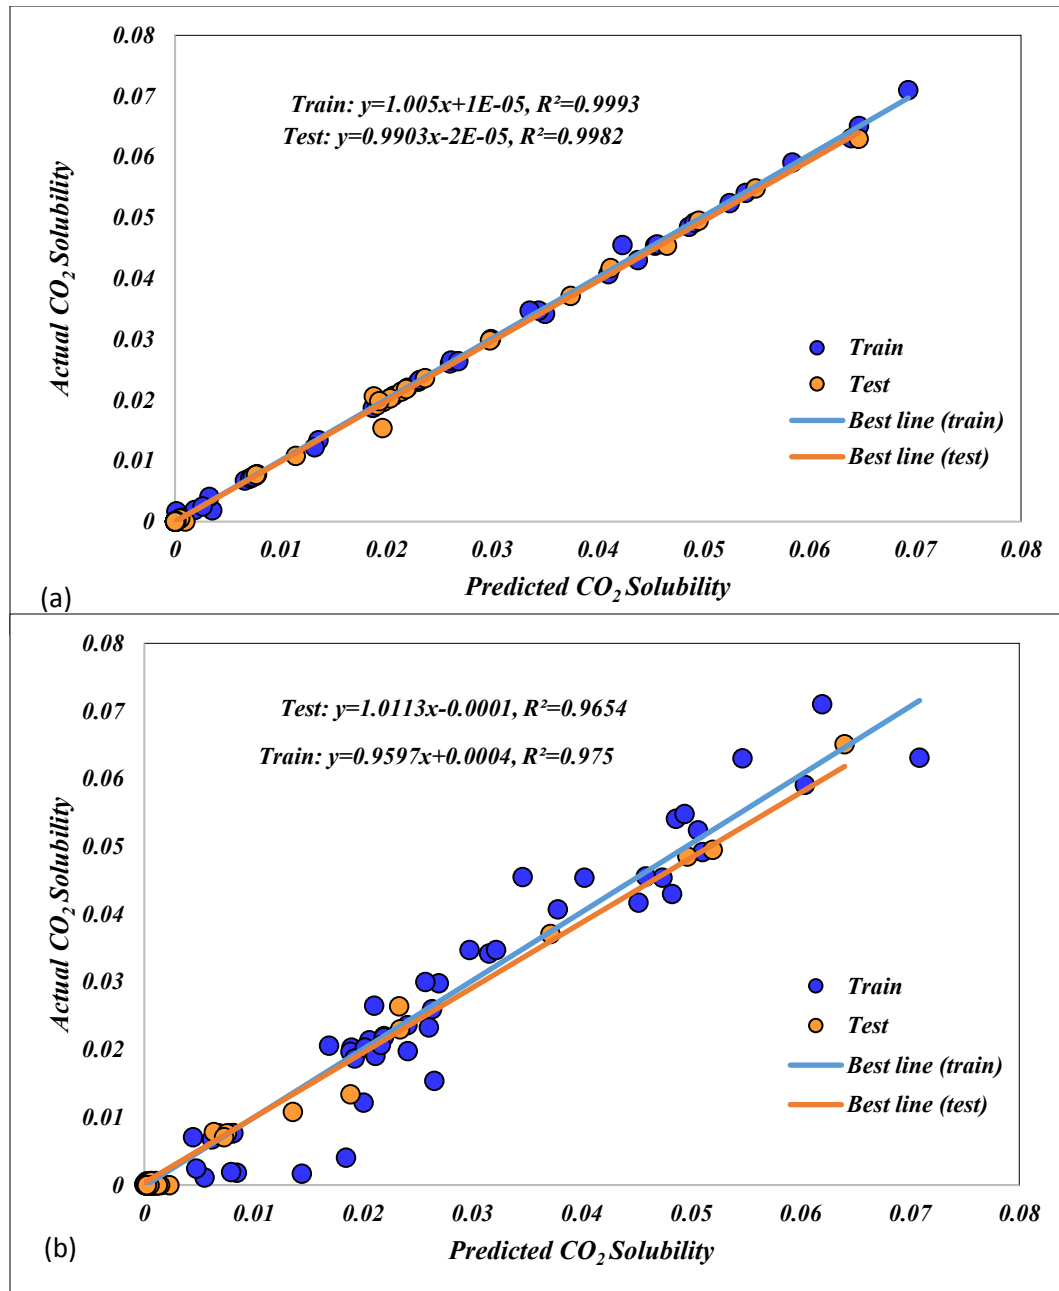 0.08
0.07
0.06
0.05
0.04
0.03
0.02
0.01
0
Actual CO₂ Solubility
Train: y=1.005x+1E-05, R²=0.9993
Test: y=0.9903x-2E-05, R²=0.9982
Train
Test
Best line (train)
Best line (test)
0 0.01 0.02 0.03 0.04 0.05 0.06 0.07 0.08
Predicted CO₂ Solubility
(a)
0.08
0.07
0.06
0.05
0.04
0.03
0.02
0.01
0
Actual CO₂ Solubility
Test: y=1.0113x-0.0001, R²=0.9654
Train: y=0.9597x+0.0004, R²=0.975
Train
Test
Best line (train)
Best line (test)
0 0.01 0.02 0.03 0.04 0.05 0.06 0.07 0.08
Predicted CO₂ Solubility
(b)